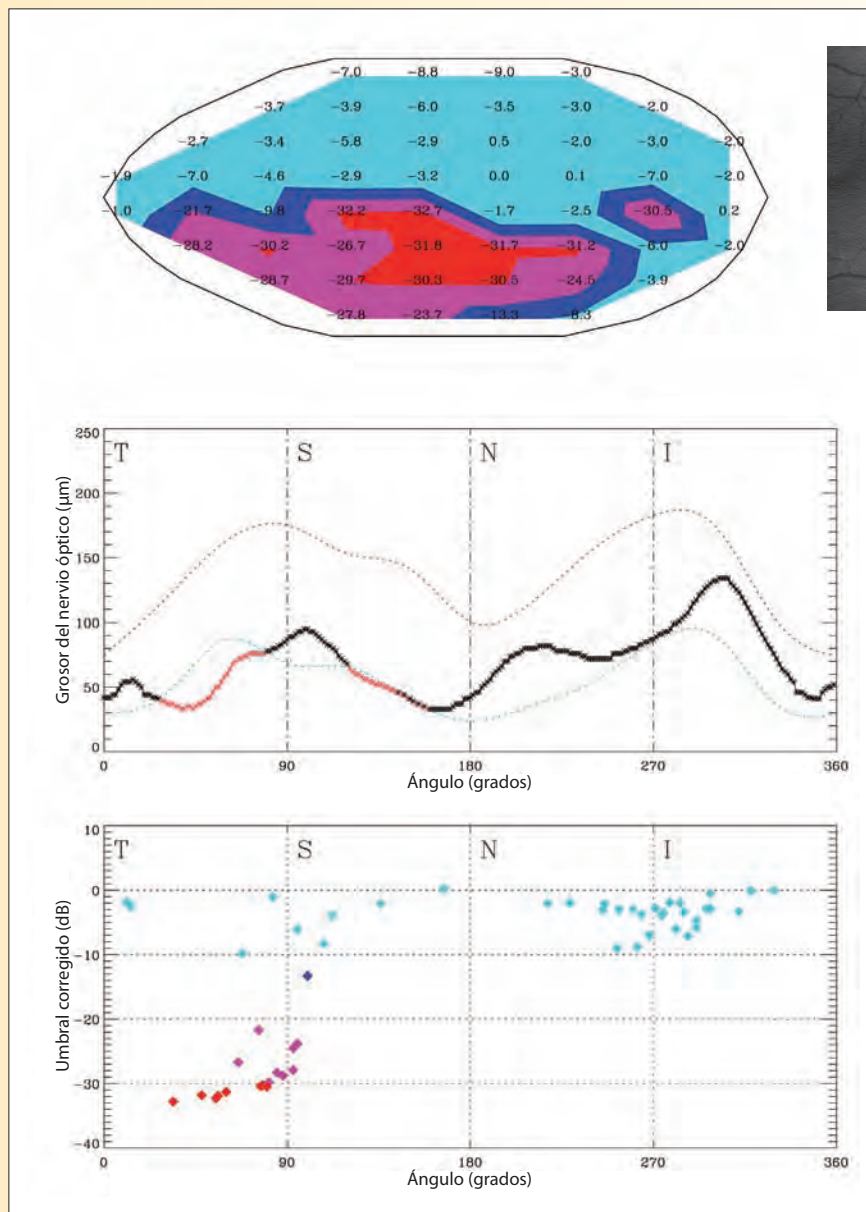 −7.0 −8.8 −9.0 −3.0
−3.7 −3.9 −6.0 −3.5 −3.0 −2.0
−2.7 −3.4 −5.8 −2.9 0.5 −2.0 −3.0 −2.0
−1.9 −7.0 −4.6 −2.9 −3.2 0.0 0.1 −7.0 −2.0
−1.0 −21.7 −9.8 −32.2 −32.7 −1.7 −2.5 −30.5 0.2
−28.2 −30.2 −26.7 −31.8 −31.7 −31.2 −6.0 −2.0
−28.7 −29.7 −30.3 −30.5 −24.5 −3.9
−27.8 −23.7 −13.3 −8.3
Grosor del nervio óptico (µm)
250
200
150
100
50
0
T S N I
0 90 180 270 360
Ángulo (grados)
Umbral corregido (dB)
10
0
−10
−20
−30
−40
T S N I
0 90 180 270 360
Ángulo (grados)